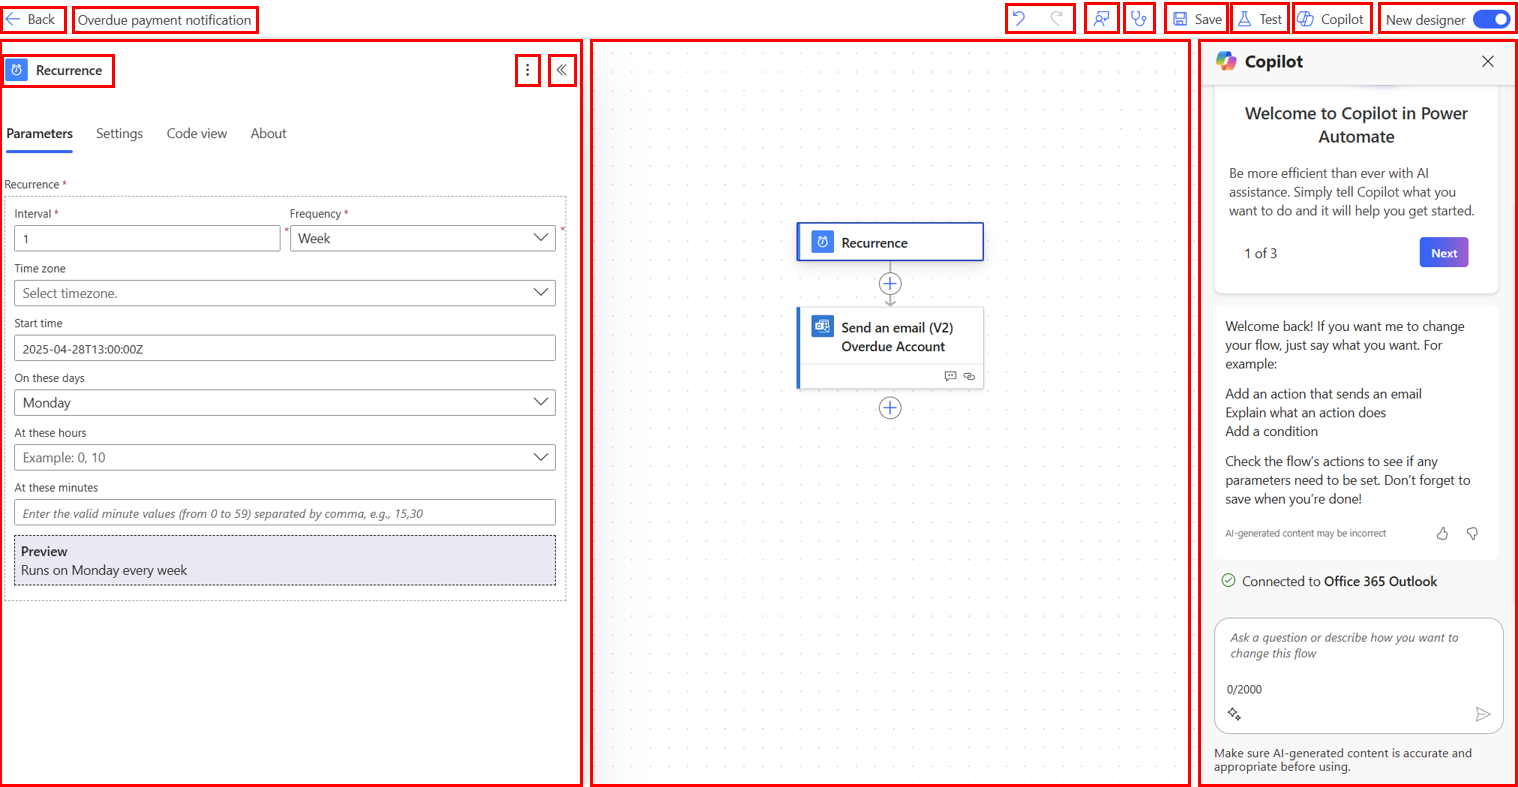 Back
Overdue payment notification
Save
Test
Copilot
New designer
Recurrence
Parameters
Settings
Code view
About
Recurrence *
Interval *
Frequency *
1
*
Week
*
Time zone
Select timezone.
Start time
2025-04-28T13:00:00Z
On these days
Monday
At these hours
Example: 0, 10
At these minutes
Enter the valid minute values (from 0 to 59) separated by comma, e.g., 15,30
Preview
Runs on Monday every week
Recurrence
Send an email (V2)
Overdue Account
Copilot
Welcome to Copilot in Power
Automate
Be more efficient than ever with AI
assistance. Simply tell Copilot what you
want to do and it will help you get started.
1 of 3
Next
Welcome back! If you want me to change
your flow, just say what you want. For
example:
Add an action that sends an email
Explain what an action does
Add a condition
Check the flow’s actions to see if any
parameters need to be set. Don’t forget to
save when you’re done!
AI-generated content may be incorrect
Connected to Office 365 Outlook
Ask a question or describe how you want to
change this flow
0/2000
Make sure AI-generated content is accurate and
appropriate before using.